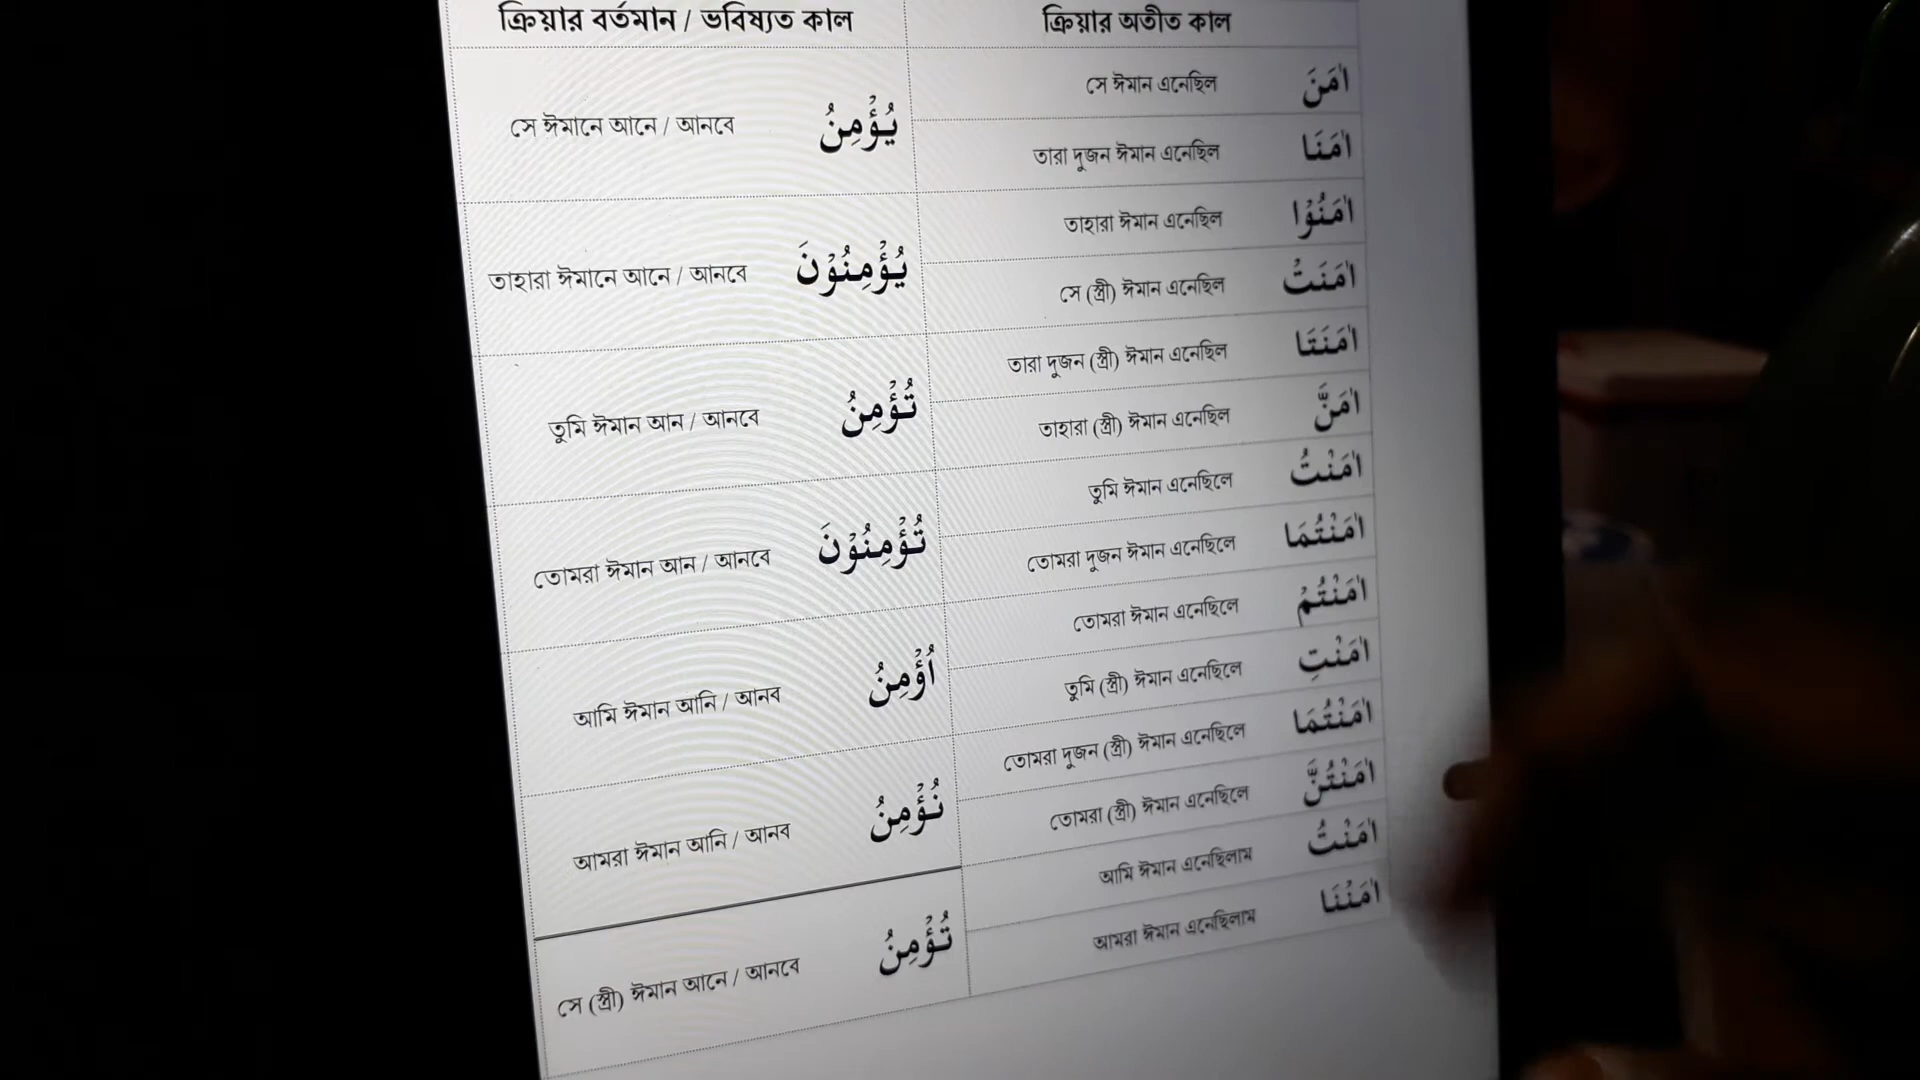 ক্রিয়ার বর্তমান / ভবিষ্যত কাল
ক্রিয়ার অতীত কাল
সে ঈমানে আনে / আনবে يُؤْمِنُ
তাহারা ঈমানে আনে / আনবে يُؤْمِنُوْنَ
তুমি ঈমান আন / আনবে تُؤْمِنُ
তোমরা ঈমান আন / আনবে تُؤْمِنُوْنَ
আমি ঈমান আনি / আনব اُؤْمِنُ
আমরা ঈমান আনি / আনব نُؤْمِنُ
সে (স্ত্রী) ঈমান আনে / আনবে تُؤْمِنُ
সে ঈমান এনেছিল اٰمَنَ
তারা দুজন ঈমান এনেছিল اٰمَنَا
তাহারা ঈমান এনেছিল اٰمَنُوْا
সে (স্ত্রী) ঈমান এনেছিল اٰمَنَتْ
তারা দুজন (স্ত্রী) ঈমান এনেছিল اٰمَنَتَا
তাহারা (স্ত্রী) ঈমান এনেছিল اٰمَنَّ
তুমি ঈমান এনেছিলে اٰمَنْتُ
তোমরা দুজন ঈমান এনেছিলে اٰمَنْتُمَا
তোমরা ঈমান এনেছিলে اٰمَنْتُمْ
তুমি (স্ত্রী) ঈমান এনেছিলে اٰمَنْتِ
তোমরা দুজন (স্ত্রী) ঈমান এনেছিলে اٰمَنْتُمَا
তোমরা (স্ত্রী) ঈমান এনেছিলে اٰمَنْتُنَّ
আমি ঈমান এনেছিলাম اٰمَنْتُ
আমরা ঈমান এনেছিলাম اٰمَنْنَا